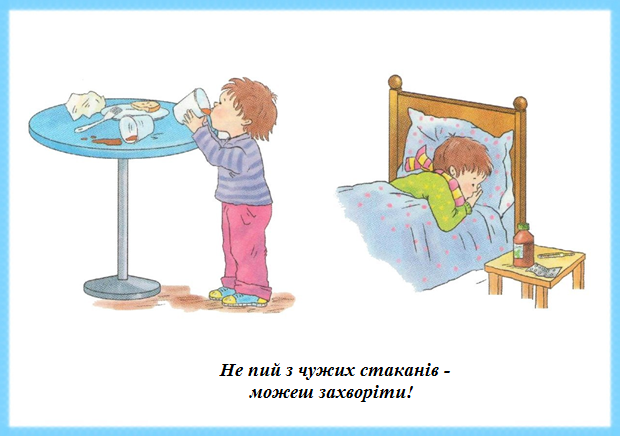 Не пий з чужих стаканів -
можеш захворіти!